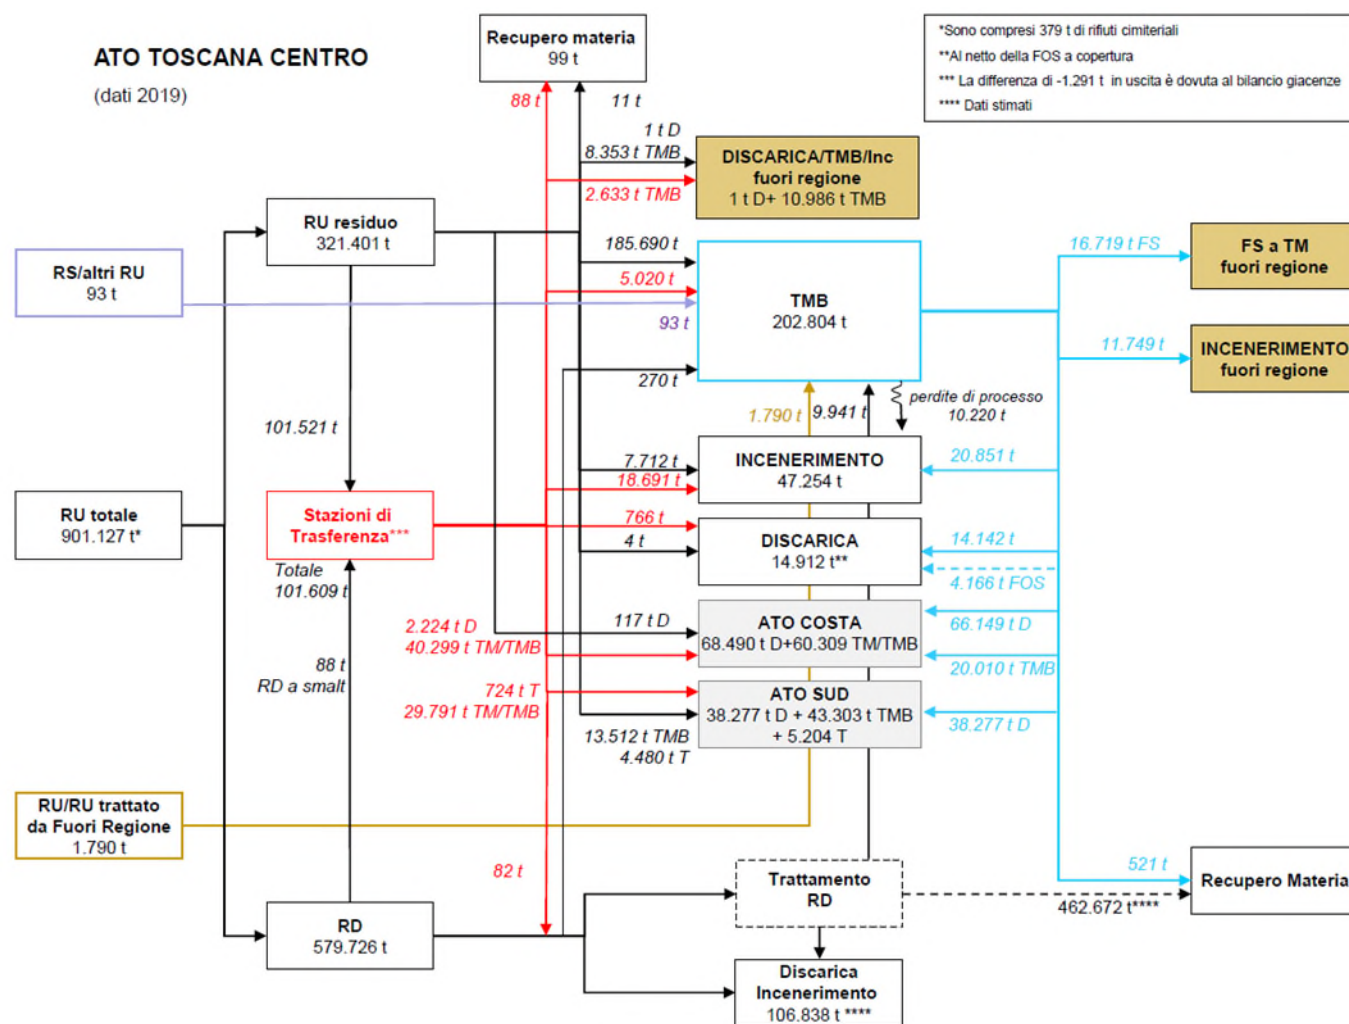 ATO TOSCANA CENTRO
(dati 2019)
Recupero materia
99 t
*Sono compresi 379 t di rifiuti cimiteriali
**Al netto della FOS a copertura
*** La differenza di -1.291 t in uscita è dovuta al bilancio giacenze
**** Dati stimati
88 t
11 t
1 t D
8.353 t TMB
2.633 t TMB
DISCARICA/TMB/Inc
fuori regione
1 t D+ 10.986 t TMB
RU residuo
321.401 t
RS/altri RU
93 t
185.690 t
5.020 t
93 t
270 t
TMB
202.804 t
16.719 t FS
FS a TM
fuori regione
11.749 t
INCENERIMENTO
fuori regione
1.790 t
9.941 t
perdite di processo
10.220 t
101.521 t
7.712 t
18.691 t
INCENERIMENTO
47.254 t
20.851 t
RU totale
901.127 t*
Stazioni di
Trasferenza***
Totale
101.609 t
766 t
4 t
DISCARICA
14.912 t**
14.142 t
4.166 t FOS
2.224 t D
40.299 t TM/TMB
117 t D
ATO COSTA
68.490 t D+60.309 TM/TMB
66.149 t D
20.010 t TMB
88 t
RD a smalt
724 t T
29.791 t TM/TMB
13.512 t TMB
4.480 t T
ATO SUD
38.277 t D + 43.303 t TMB
+ 5.204 T
38.277 t D
RU/RU trattato
da Fuori Regione
1.790 t
82 t
RD
579.726 t
Trattamento
RD
521 t
462.672 t****
Recupero Materia
Discarica
Incenerimento
106.838 t ****